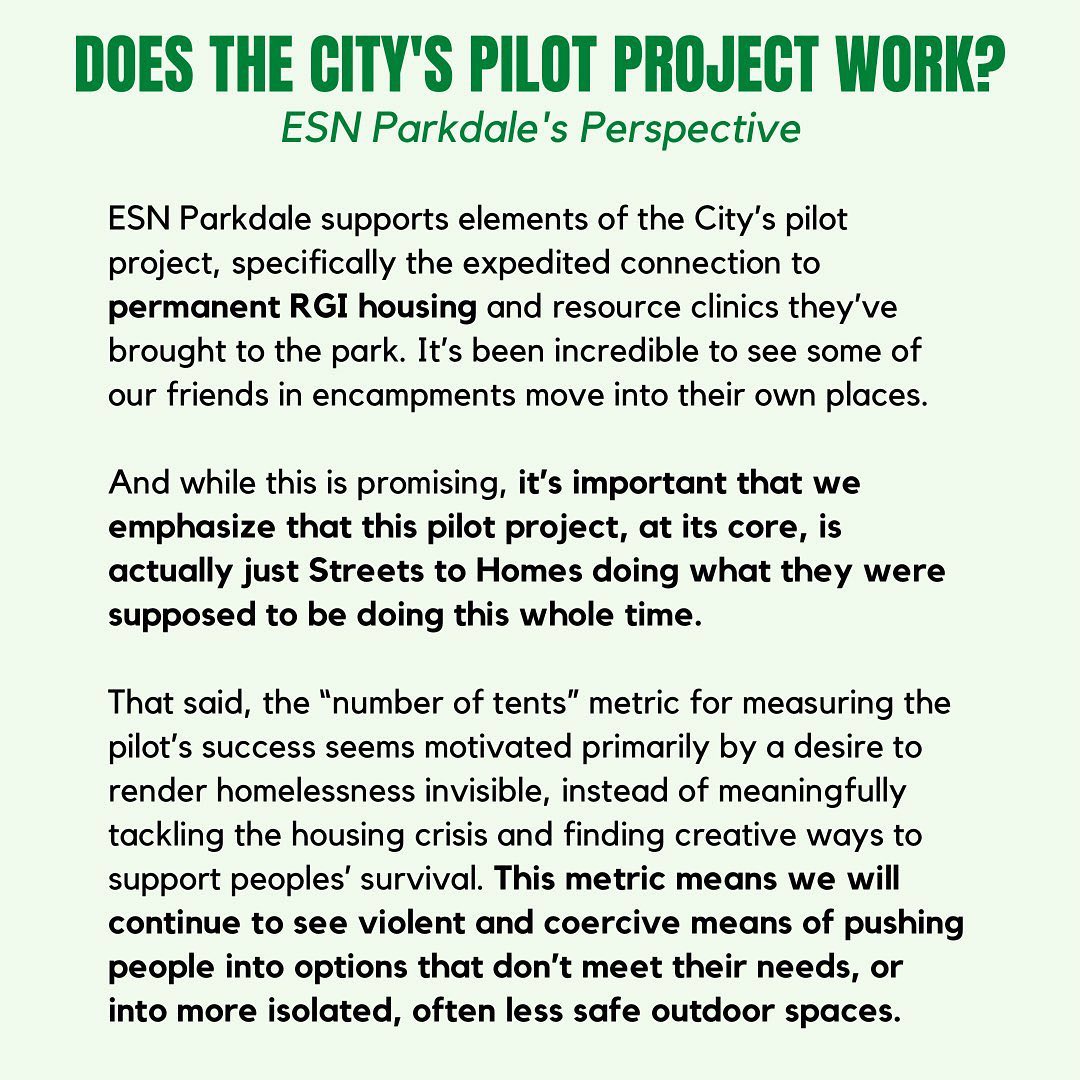 DOES THE CITY'S PILOT PROJECT WORK?
ESN Parkdale's Perspective
ESN Parkdale supports elements of the City’s pilot
project, specifically the expedited connection to
permanent RGI housing and resource clinics they’ve
brought to the park. It’s been incredible to see some of
our friends in encampments move into their own places.
And while this is promising, it’s important that we
emphasize that this pilot project, at its core, is
actually just Streets to Homes doing what they were
supposed to be doing this whole time.
That said, the “number of tents” metric for measuring the
pilot’s success seems motivated primarily by a desire to
render homelessness invisible, instead of meaningfully
tackling the housing crisis and finding creative ways to
support peoples’ survival. This metric means we will
continue to see violent and coercive means of pushing
people into options that don’t meet their needs, or
into more isolated, often less safe outdoor spaces.